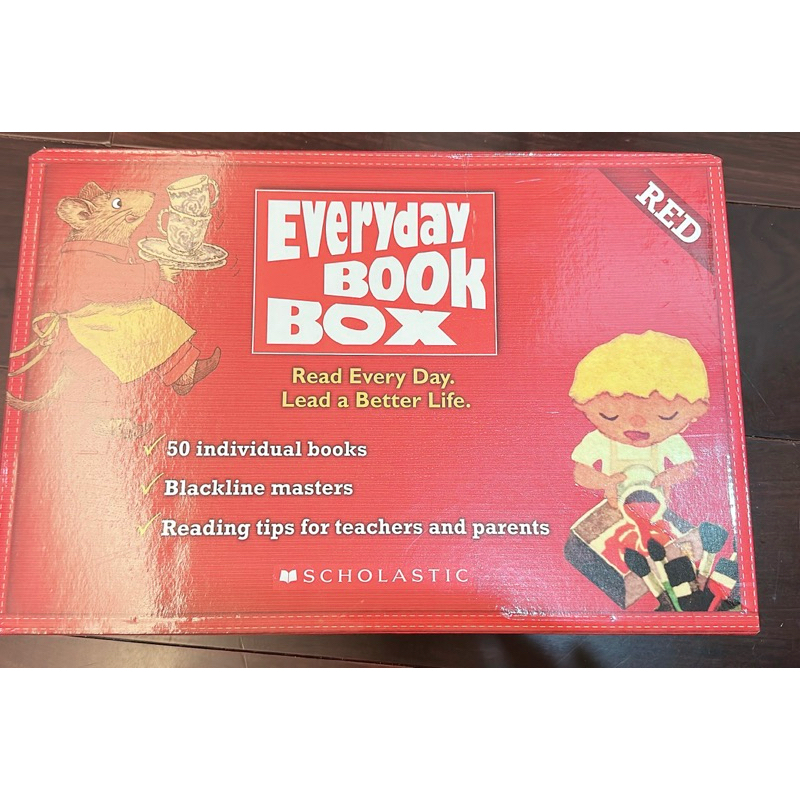 RED
Everyday
BOOK
BOX
Read Every Day.
Lead a Better Life.
50 individual books
Blackline masters
Reading tips for teachers and parents
SCHOLASTIC